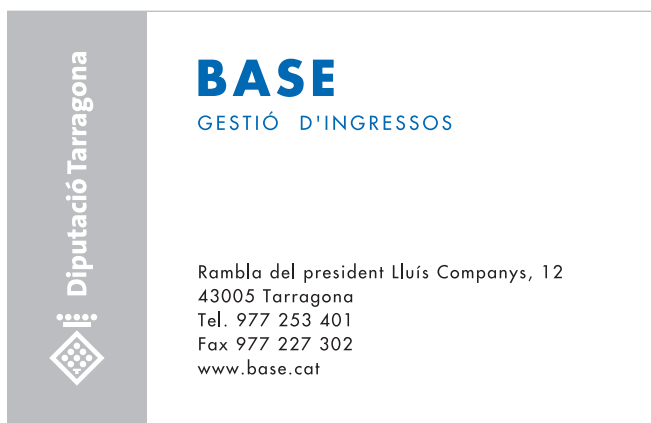 Diputació Tarragona
BASE
GESTIÓ D'INGRESSOS
Rambla del president Lluís Companys, 12
43005 Tarragona
Tel. 977 253 401
Fax 977 227 302
www.base.cat